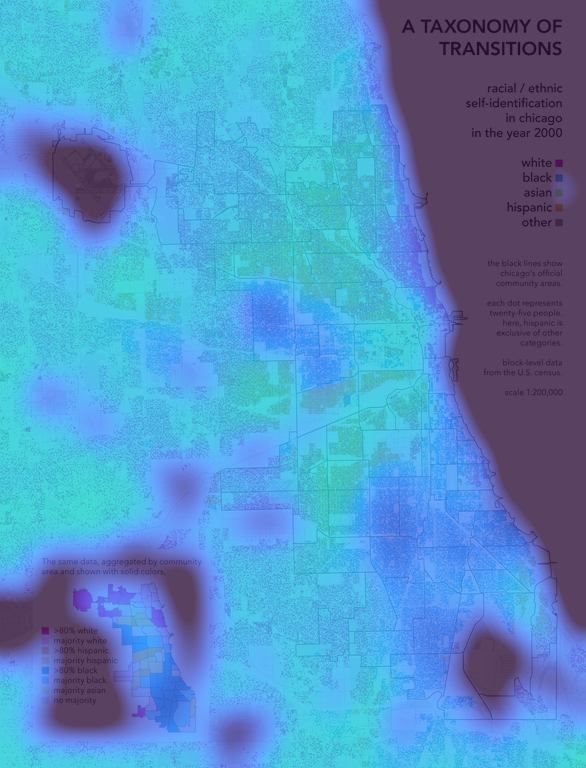 A TAXONOMY OF
TRANSITIONS
racial / ethnic
self-identification
in chicago
in the year 2000
white
black
asian
hispanic
other
the black lines show
chicago's official
community areas.
each dot represents
twenty-five people.
here, hispanic is
exclusive of other
categories.
block-level data
from the U.S. census.
scale 1:200,000
The same data, aggregated by community
area and shown with solid colors.
>80% white
majority white
>80% hispanic
majority hispanic
>80% black
majority black
majority asian
no majority